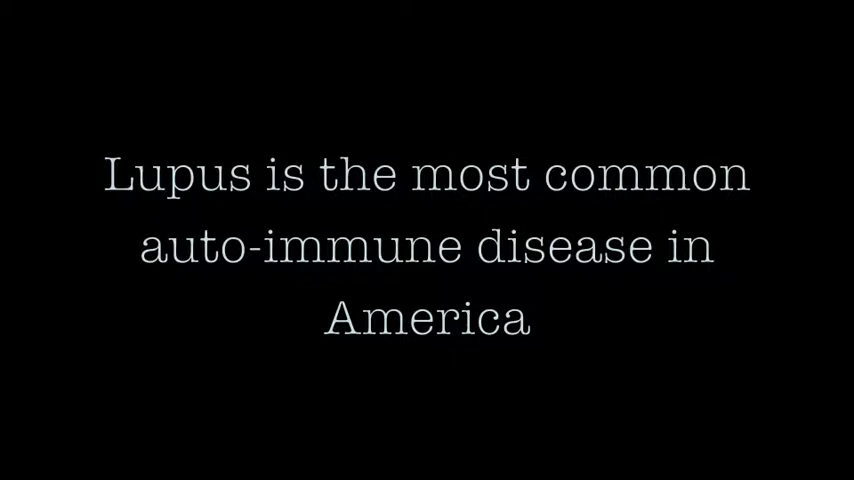 Lupus is the most common
auto-immune disease in
America